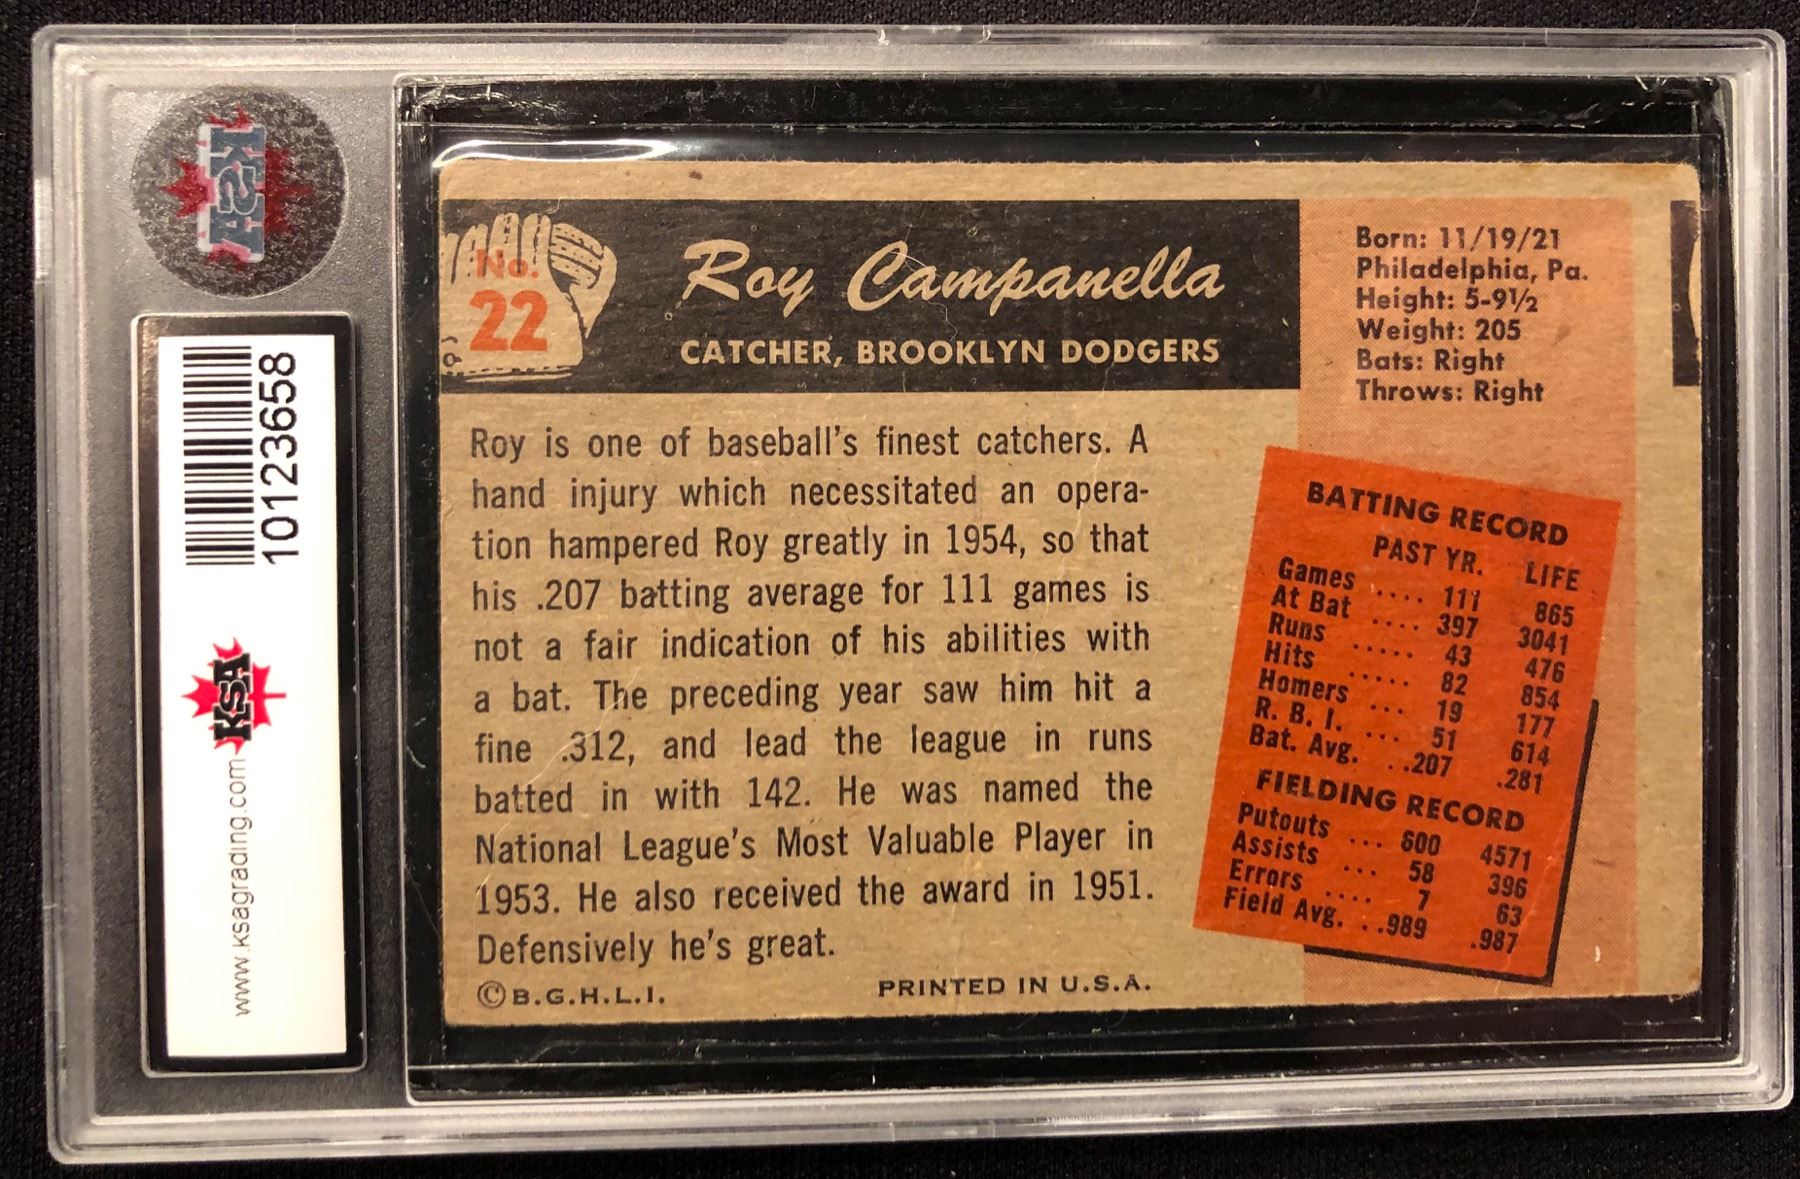 KSA
10123658
KSA
www.ksagrading.com
No.
22
Roy Campanella
CATCHER, BROOKLYN DODGERS
Born: 11/19/21
Philadelphia, Pa.
Height: 5-9½
Weight: 205
Bats: Right
Throws: Right
Roy is one of baseball's finest catchers. A
hand injury which necessitated an opera-
tion hampered Roy greatly in 1954, so that
his .207 batting average for 111 games is
not a fair indication of his abilities with
a bat. The preceding year saw him hit a
fine .312, and lead the league in runs
batted in with 142. He was named the
National League's Most Valuable Player in
1953. He also received the award in 1951.
Defensively he's great.
©B.G.H.L.I. PRINTED IN U.S.A.
BATTING RECORD
PAST YR. LIFE
Games .... 111 865
At Bat .... 397 3041
Runs ..... 43 476
Hits ..... 82 854
Homers ... 19 177
R. B. I. ... 51 614
Bat. Avg. ..207 .281
FIELDING RECORD
Putouts ... 600 4571
Assists ... 58 396
Errors .... 7 63
Field Avg. ..989 .987